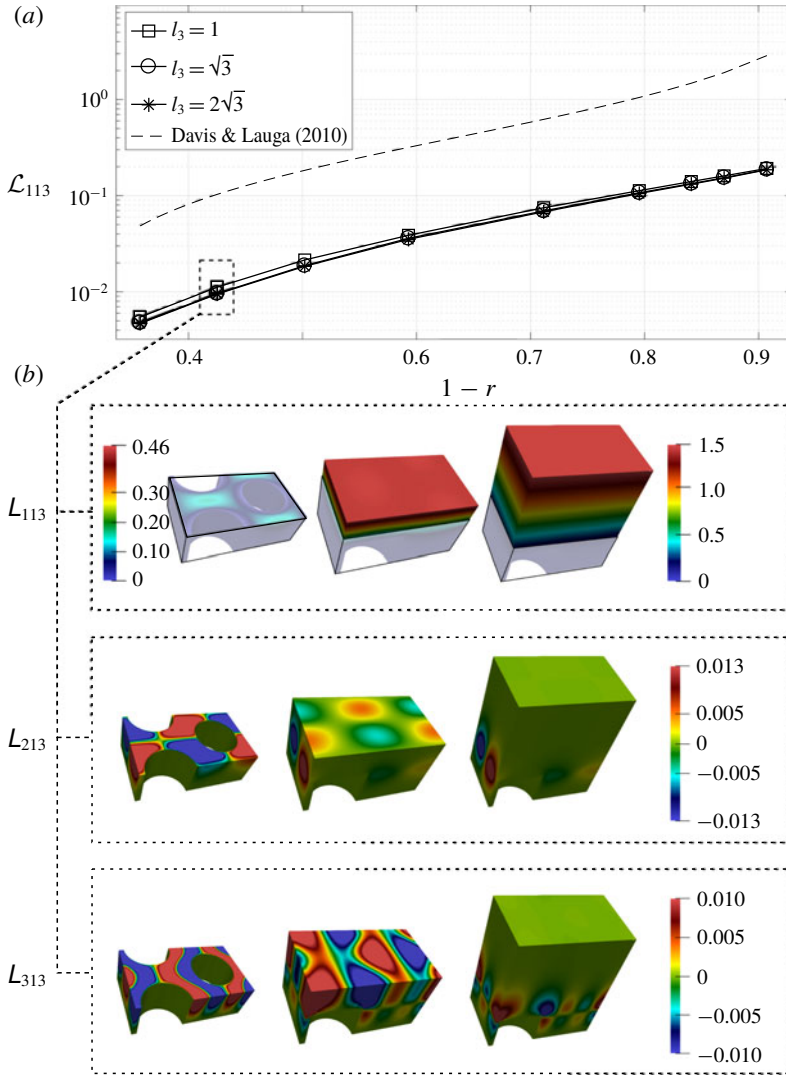 (a)
l₃ = 1
l₃ = √3
l₃ = 2√3
Davis & Lauga (2010)
10⁰
10⁻¹
10⁻²
ℒ₁₁₃
0.4 0.6 0.7 0.8 0.9
1 − r
(b)
L₁₁₃
0.46
0.30
0.20
0.10
0
1.5
1.0
0.5
0
L₂₁₃
0.013
0.005
0
−0.005
−0.013
L₃₁₃
0.010
0.005
0
−0.005
−0.010